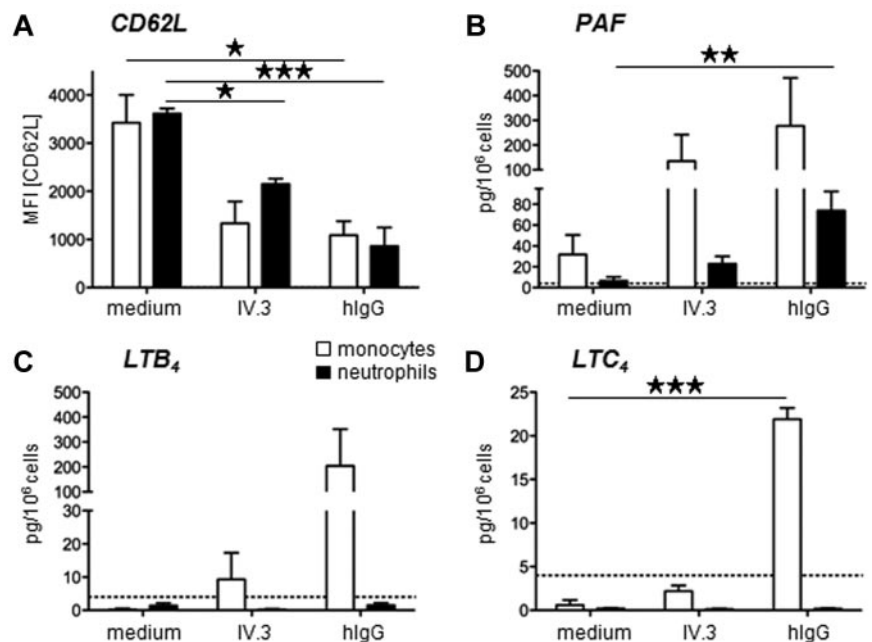 A CD62L
★
★★★
★
MFI [CD62L]
4000
3000
2000
1000
0
medium IV.3 hIgG
B PAF
★★
pg/10⁶ cells
500
400
300
200
100
80
60
40
20
0
medium IV.3 hIgG
C LTB₄
monocytes
neutrophils
pg/10⁶ cells
500
400
300
200
100
30
20
10
0
medium IV.3 hIgG
D LTC₄
★★★
pg/10⁶ cells
25
20
15
10
5
0
medium IV.3 hIgG